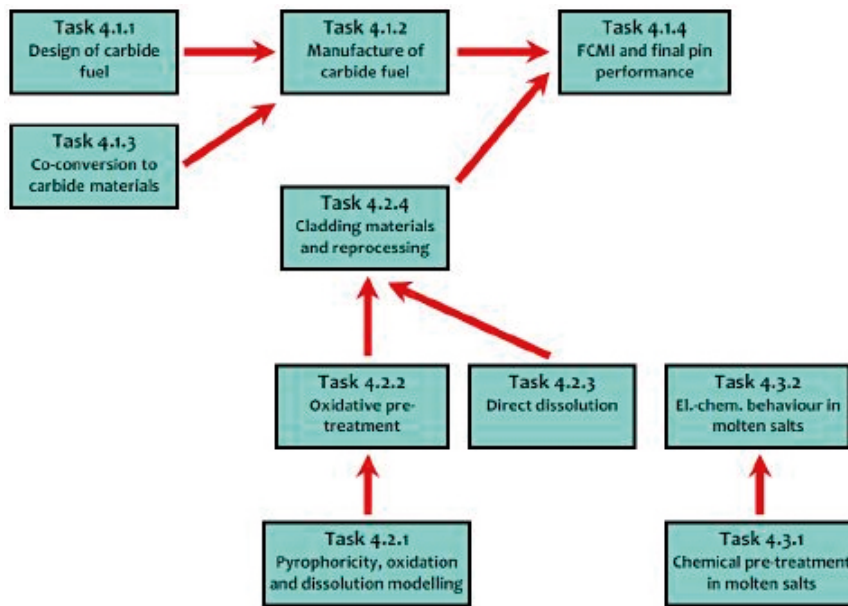 Task 4.1.1
Design of carbide
fuel
Task 4.1.2
Manufacture of
carbide fuel
Task 4.1.4
FCMI and final pin
performance
Task 4.1.3
Co-conversion to
carbide materials
Task 4.2.4
Cladding materials
and reprocessing
Task 4.2.2
Oxidative pre-
treatment
Task 4.2.3
Direct dissolution
Task 4.3.2
El.-chem. behaviour in
molten salts
Task 4.2.1
Pyrophoricity, oxidation
and dissolution modelling
Task 4.3.1
Chemical pre-treatment
in molten salts